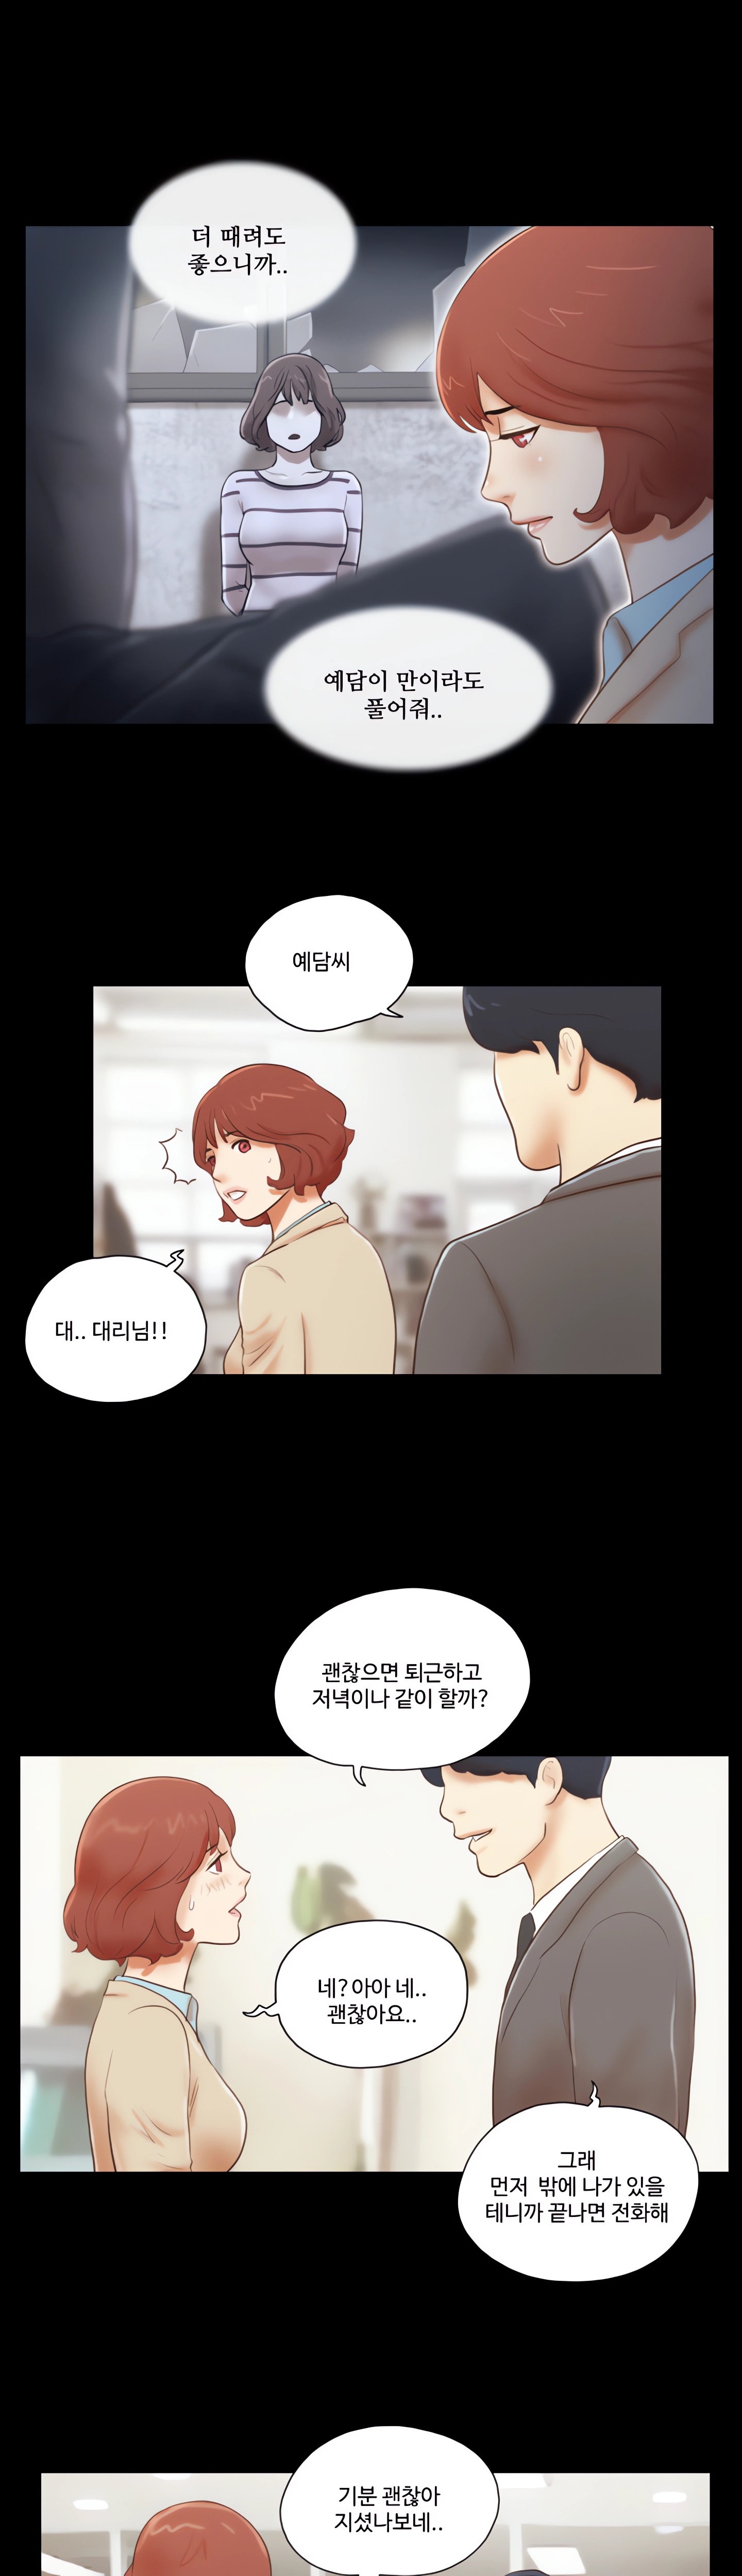 더 때려도
좋으니까..
예담이 만이라도
풀어줘..
예담씨
대.. 대리님!!
괜찮으면 퇴근하고
저녁이나 같이 할까?
네? 아아 네..
괜찮아요..
그래
먼저 밖에 나가 있을
테니까 끝나면 전화해
기분 괜찮아
지셨나보네..